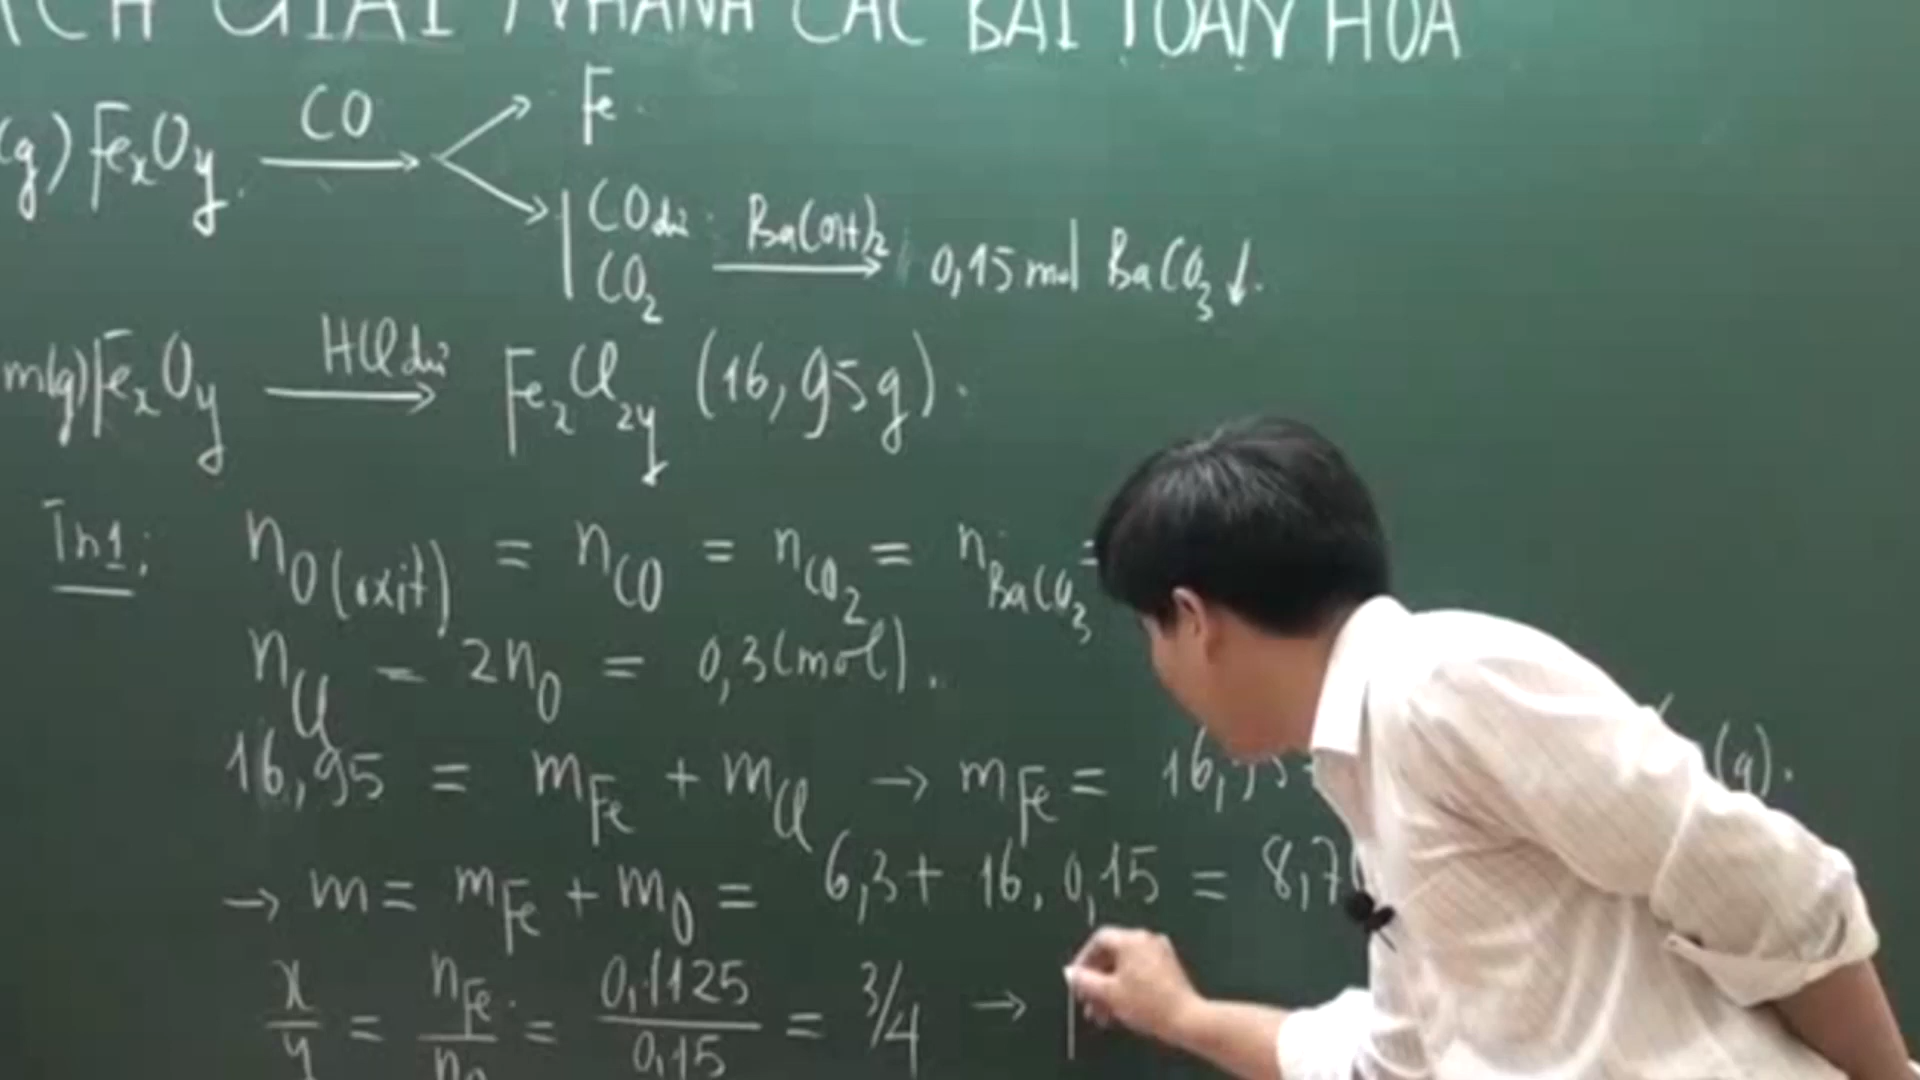 GIẢI NHANH CÁC BÀI TOÁN HÓA
(g) FexOy CO → Fe
CO dư CO2 Ba(OH)2 → 0,15 mol BaCO3↓.
m(g) FexOy HCl dư → FexCl2y (16,95g).
TH1: nO(oxit) = nCO = nCO2 = nBaCO3 =
nCl = 2nO = 0,3(mol).
16,95 = mFe + mCl → mFe = 16,95 (g).
→ m = mFe + mO = 6,3 + 16.0,15 = 8,7
x/y = nFe/nO = 0,1125/0,15 = 3/4 →